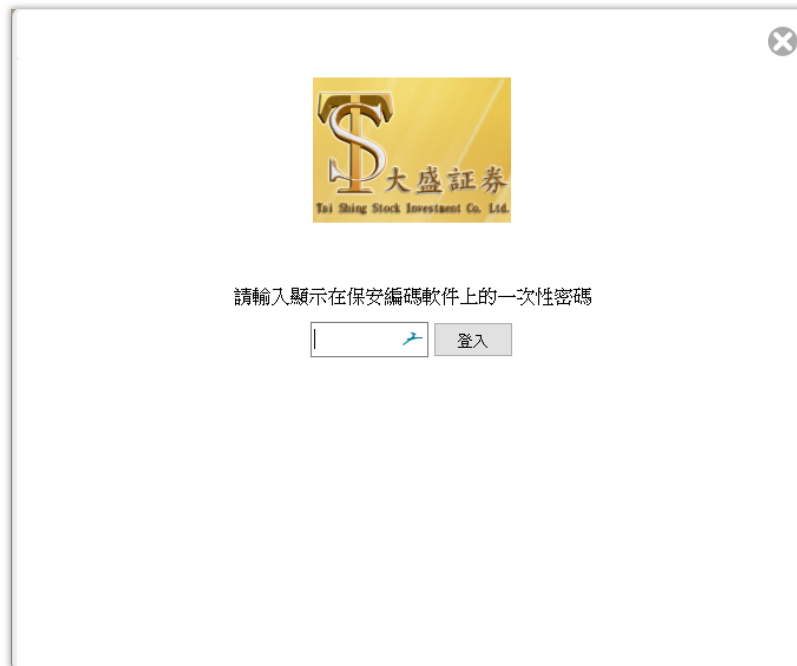 TS
大盛証券
Tai Shing Stock Investment Co. Ltd.
請輸入顯示在保安編碼軟件上的一次性密碼
登入